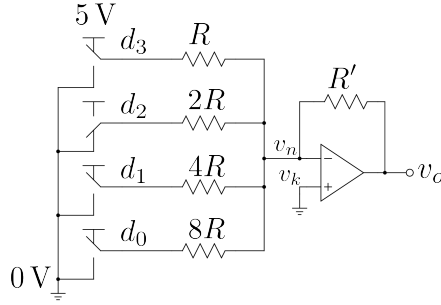 5 V
d₃ R
d₂ 2R R′
vₙ −
d₁ 4R vₖ + vₒ
d₀ 8R
0 V